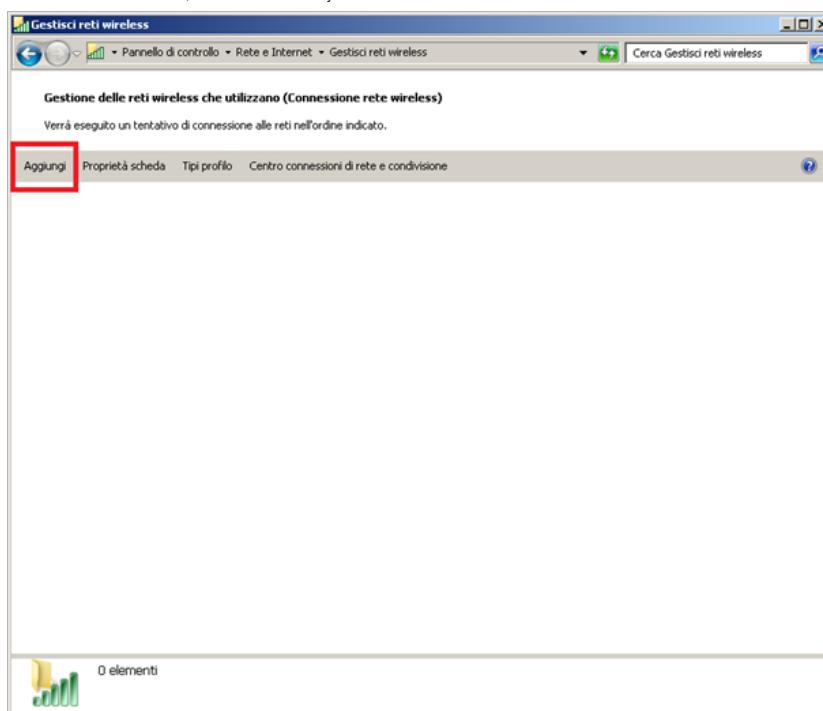 Gestisci reti wireless
Pannello di controllo Rete e Internet Gestisci reti wireless Cerca Gestisci reti wireless
Gestione delle reti wireless che utilizzano (Connessione rete wireless)
Verrà eseguito un tentativo di connessione alle reti nell'ordine indicato.
Aggiungi Proprietà scheda Tipi profilo Centro connessioni di rete e condivisione
0 elementi